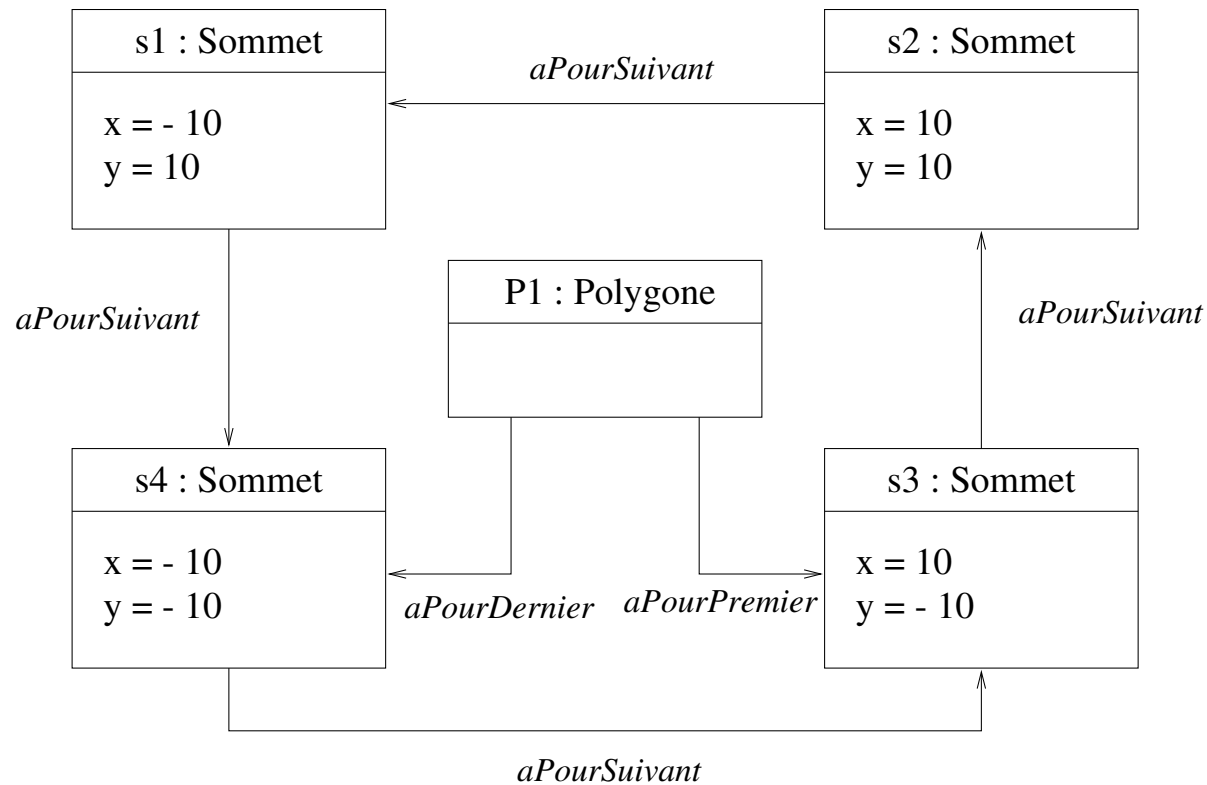 s1 : Sommet
x = - 10
y = 10
aPourSuivant
s2 : Sommet
x = 10
y = 10
aPourSuivant
P1 : Polygone
aPourSuivant
s4 : Sommet
x = - 10
y = - 10
aPourDernier
aPourPremier
s3 : Sommet
x = 10
y = - 10
aPourSuivant